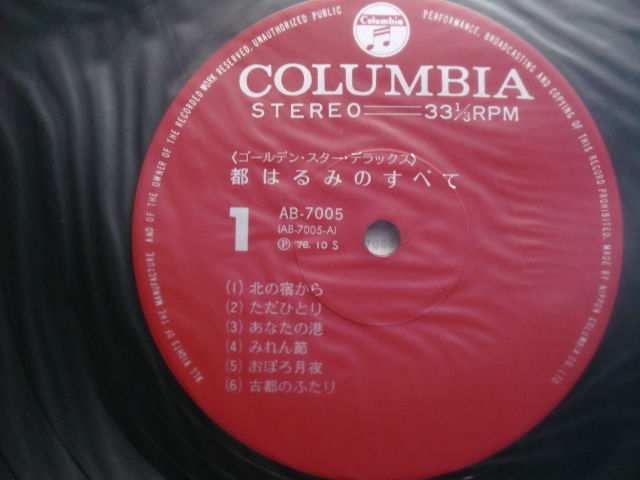 ALL RIGHTS OF THE MANUFACTURE AND OF THE OWNER OF THE RECORDED WORK RESERVED. UNAUTHORIZED PUBLIC PERFORMANCE, BROADCASTING AND COPYING OF THIS RECORD PROHIBITED. MADE BY NIPPON COLUMBIA CO. LTD
Columbia
COLUMBIA
STEREO 33⅓RPM
〈ゴールデン・スター・デラックス〉
都はるみのすべて
1 AB-7005
(AB-7005-A)
Ⓟ '76. 10 S
(1) 北の宿から
(2) ただひとり
(3) あなたの港
(4) みれん節
(5) おぼろ月夜
(6) 古都のふたり